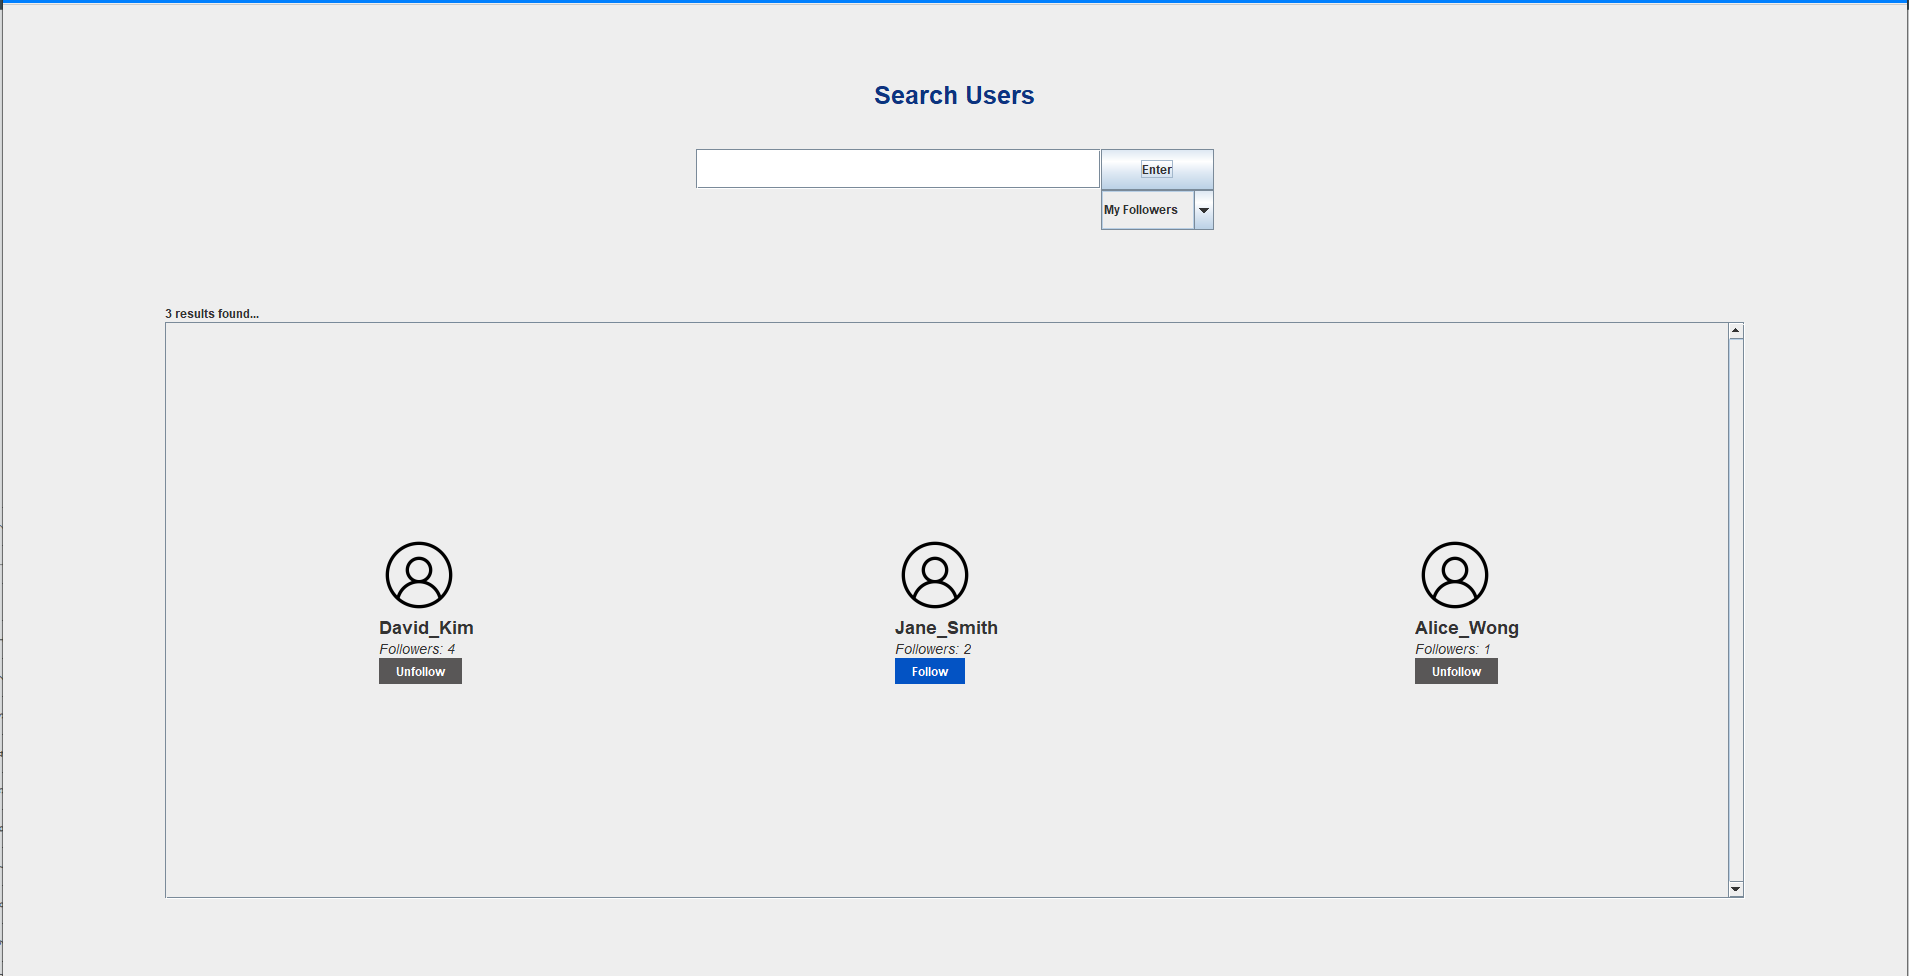 Search Users
Enter
My Followers
3 results found...
David_Kim
Followers: 4
Unfollow
Jane_Smith
Followers: 2
Follow
Alice_Wong
Followers: 1
Unfollow